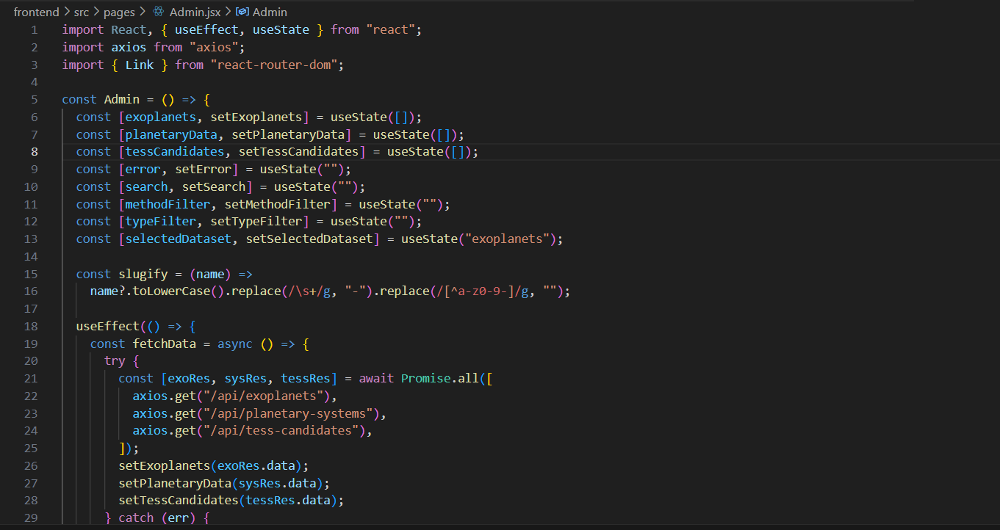 frontend > src > pages > Admin.jsx > Admin
1 import React, { useEffect, useState } from "react";
2 import axios from "axios";
3 import { Link } from "react-router-dom";
4
5 const Admin = () => {
6 const [exoplanets, setExoplanets] = useState([]);
7 const [planetaryData, setPlanetaryData] = useState([]);
8 const [tessCandidates, setTessCandidates] = useState([]);
9 const [error, setError] = useState("");
10 const [search, setSearch] = useState("");
11 const [methodFilter, setMethodFilter] = useState("");
12 const [typeFilter, setTypeFilter] = useState("");
13 const [selectedDataset, setSelectedDataset] = useState("exoplanets");
14
15 const slugify = (name) =>
16 name?.toLowerCase().replace(/\s+/g, "-").replace(/[^a-z0-9-]/g, "");
17
18 useEffect(() => {
19 const fetchData = async () => {
20 try {
21 const [exoRes, sysRes, tessRes] = await Promise.all([
22 axios.get("/api/exoplanets"),
23 axios.get("/api/planetary-systems"),
24 axios.get("/api/tess-candidates"),
25 ]);
26 setExoplanets(exoRes.data);
27 setPlanetaryData(sysRes.data);
28 setTessCandidates(tessRes.data);
29 } catch (err) {